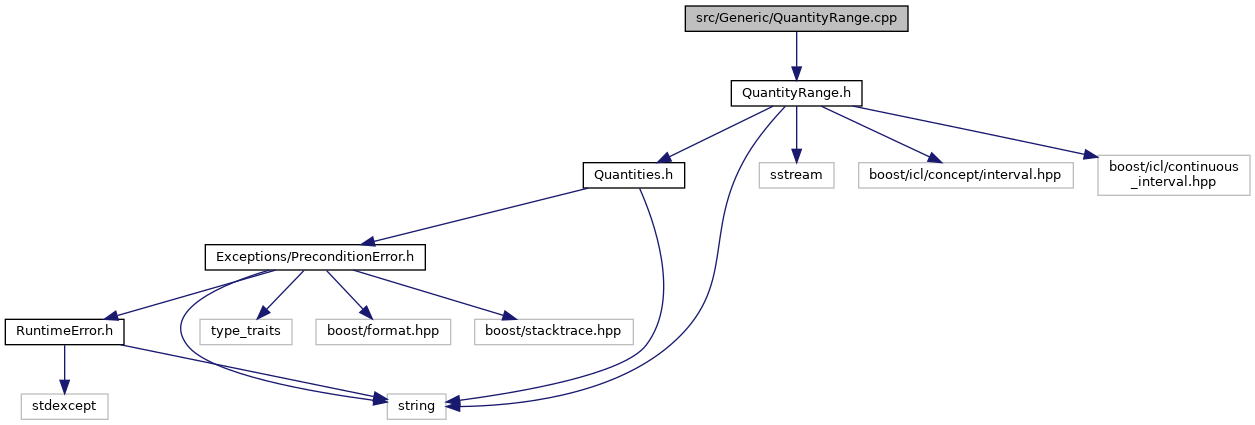 src/Generic/QuantityRange.cpp
QuantityRange.h
Quantities.h
sstream
boost/icl/concept/interval.hpp
boost/icl/continuous
_interval.hpp
Exceptions/PreconditionError.h
RuntimeError.h
type_traits
boost/format.hpp
boost/stacktrace.hpp
stdexcept
string